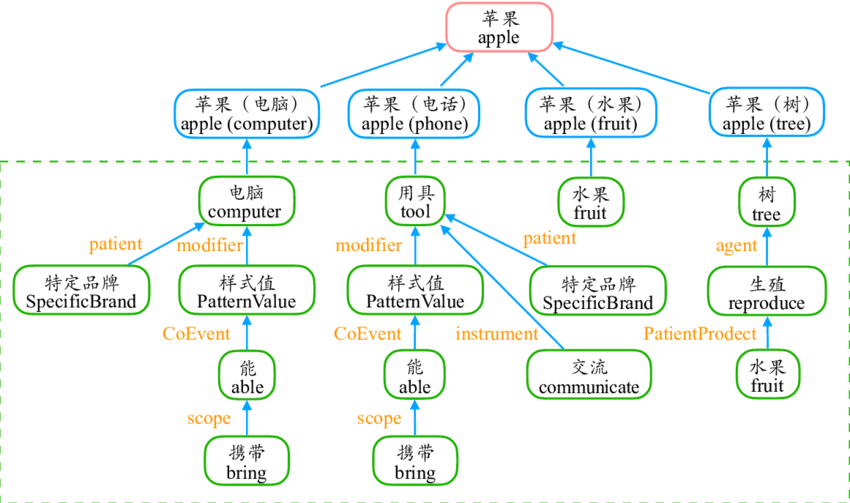 苹果
apple
苹果（电脑）
apple (computer)
苹果（电话）
apple (phone)
苹果（水果）
apple (fruit)
苹果（树）
apple (tree)
电脑
computer
用具
tool
水果
fruit
树
tree
patient
modifier
modifier
patient
agent
特定品牌
SpecificBrand
样式值
PatternValue
样式值
PatternValue
特定品牌
SpecificBrand
生殖
reproduce
CoEvent
CoEvent
instrument
PatientProdect
能
able
能
able
交流
communicate
水果
fruit
scope
scope
携带
bring
携带
bring